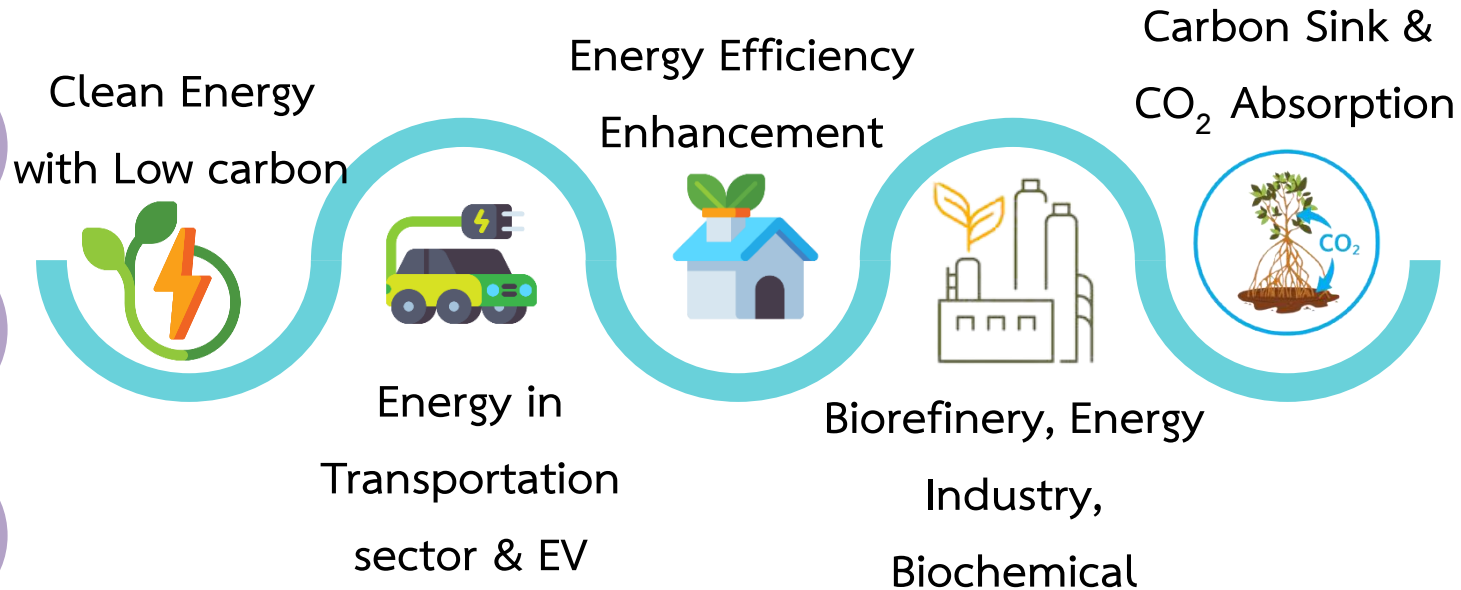 Clean Energy
with Low carbon
Energy in
Transportation
sector & EV
Energy Efficiency
Enhancement
Biorefinery, Energy
Industry,
Biochemical
Carbon Sink &
CO₂ Absorption
CO₂